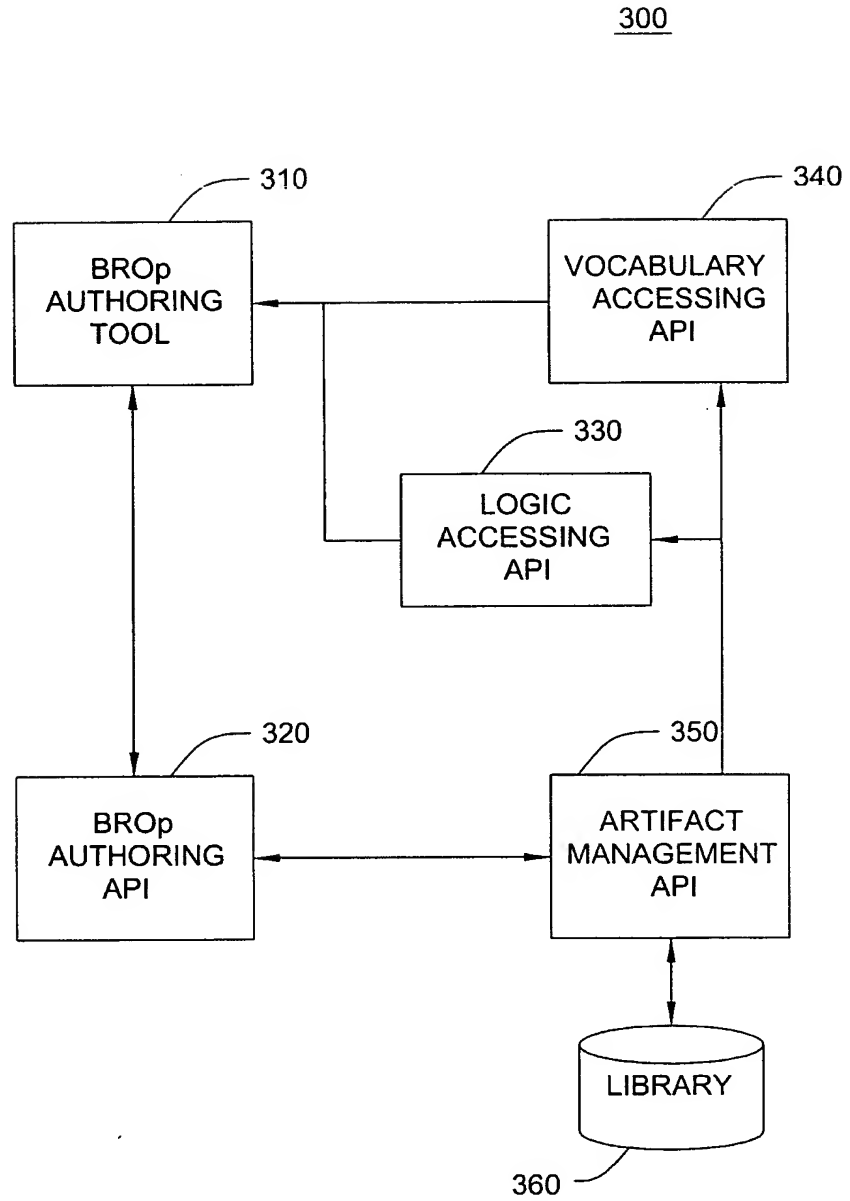 300
310
BROp
AUTHORING
TOOL
340
VOCABULARY
ACCESSING
API
330
LOGIC
ACCESSING
API
320
BROp
AUTHORING
API
350
ARTIFACT
MANAGEMENT
API
LIBRARY
360